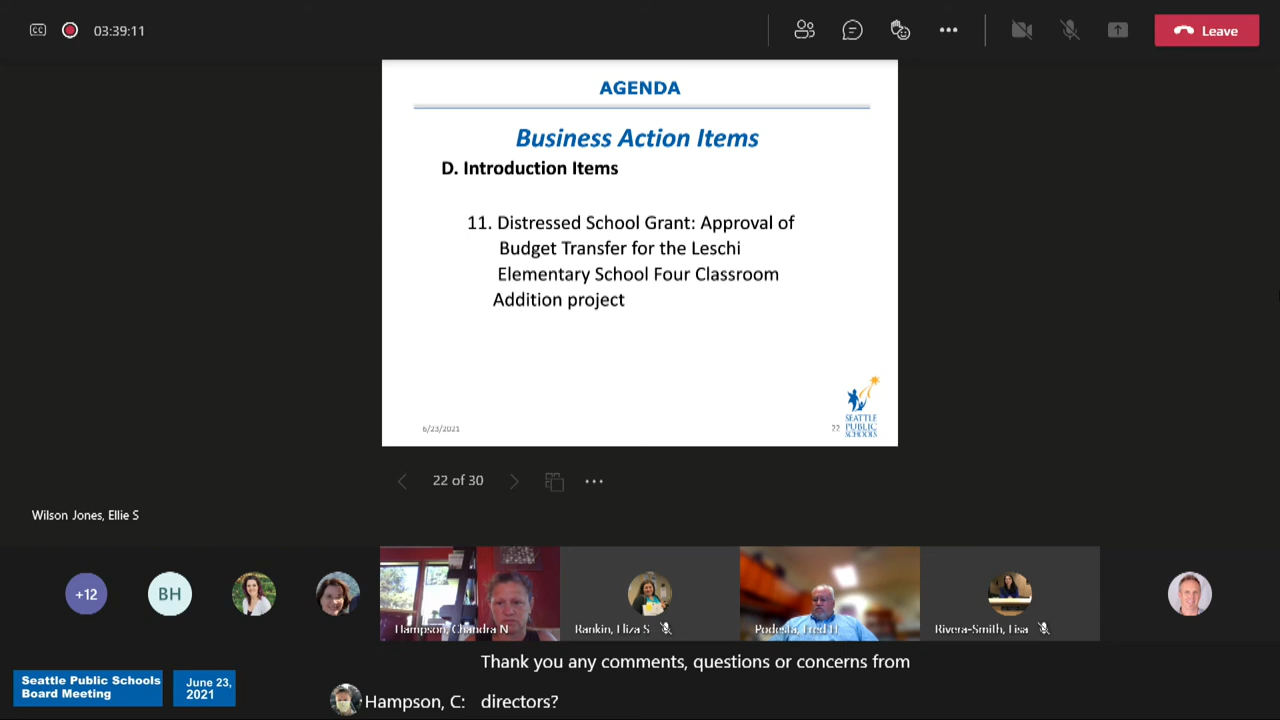 CC
03:39:11
Leave
AGENDA
Business Action Items
D. Introduction Items
11. Distressed School Grant: Approval of
Budget Transfer for the Leschi
Elementary School Four Classroom
Addition project
6/23/2021
22
SEATTLE
PUBLIC
SCHOOLS
22 of 30
Wilson Jones, Ellie S
+12
BH
Hampson, Chandra N
Rankin, Eliza S
Podesta, Fred H
Rivera-Smith, Lisa
Seattle Public Schools
Board Meeting
June 23,
2021
Thank you any comments, questions or concerns from
Hampson, C: directors?